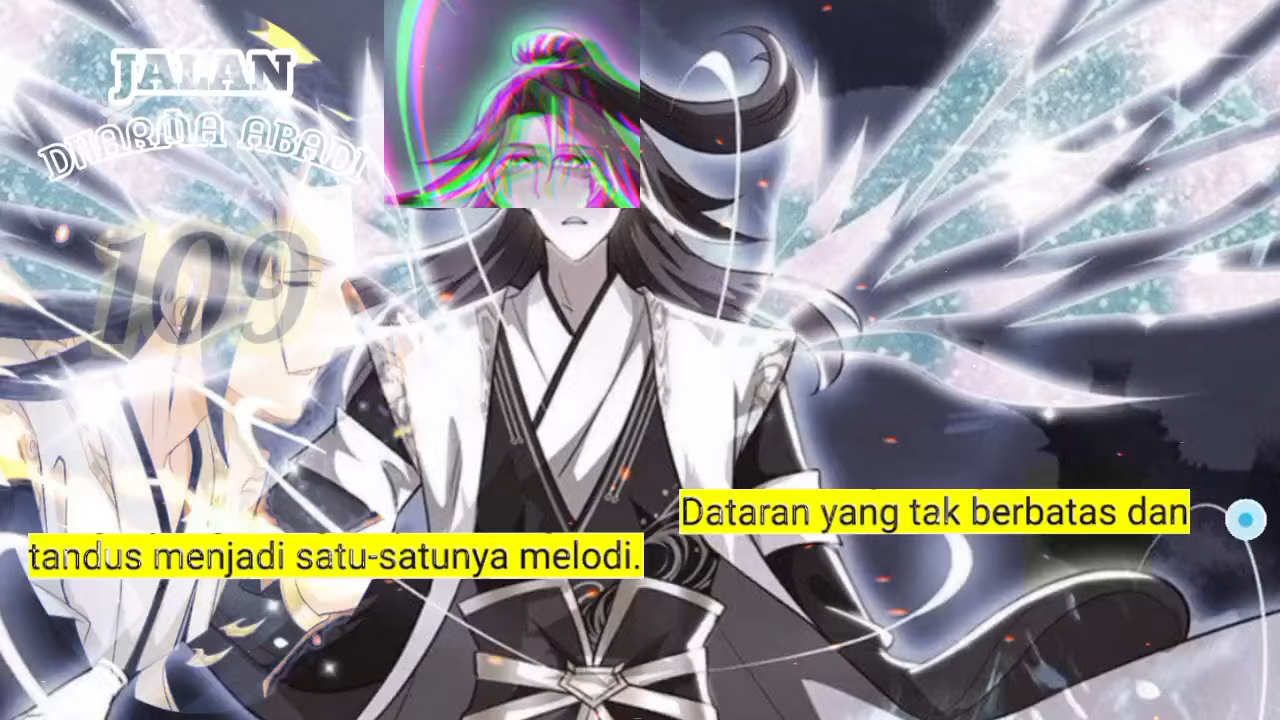 JALAN
DHARMA ABADI
109
Dataran yang tak berbatas dan
tandus menjadi satu-satunya melodi.